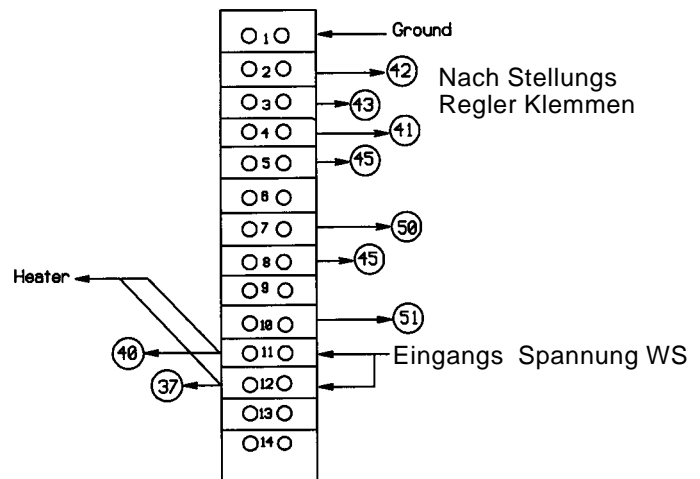 1 Ground
2 42
Nach Stellungs
Regler Klemmen
3 43
4 41
5 45
6
7 50
8 45
Heater
9
10 51
40 11 Eingangs Spannung WS
37 12
13
14